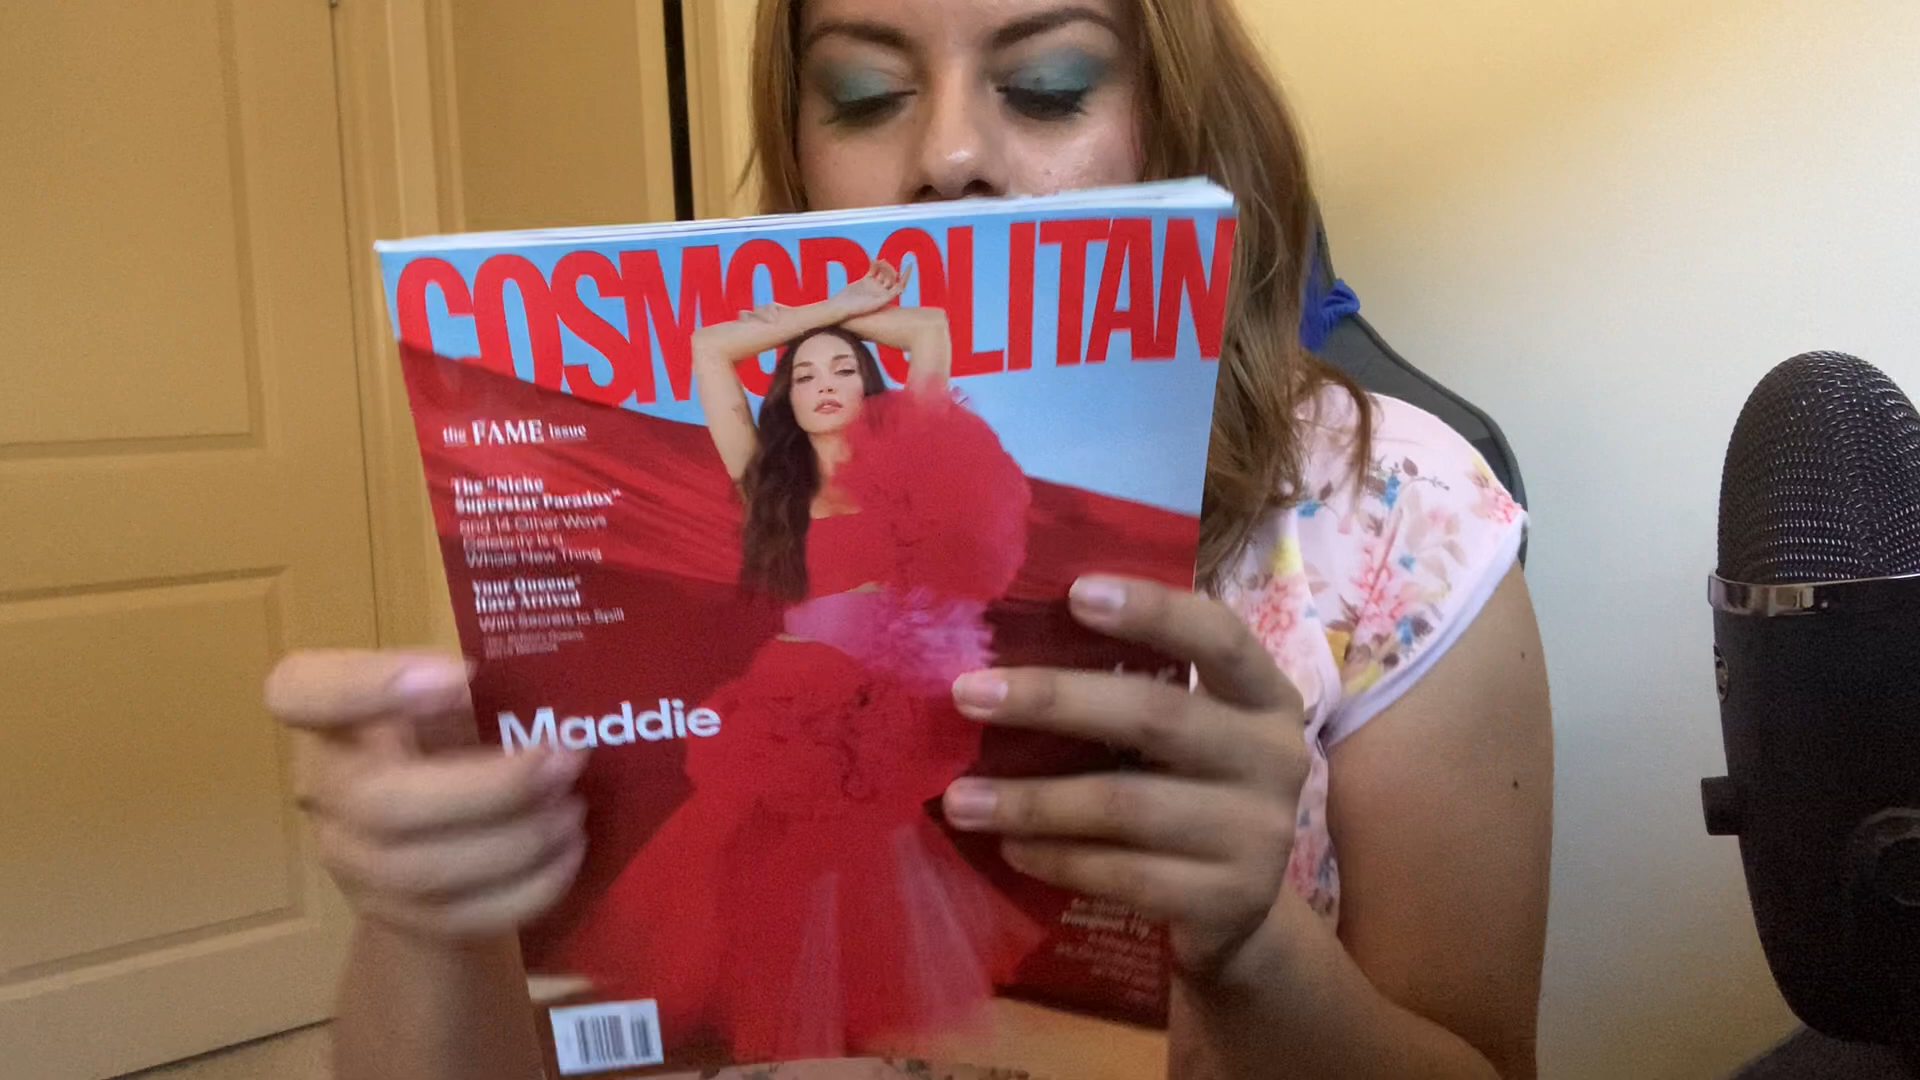 COSMOPOLITAN
the FAME issue
The "Niche
Superstar Paradox"
and 14 Other Ways
Celebrity Is a
Whole New Thing
Your Queens*
Have Arrived
With Secrets to Spill
Maddie